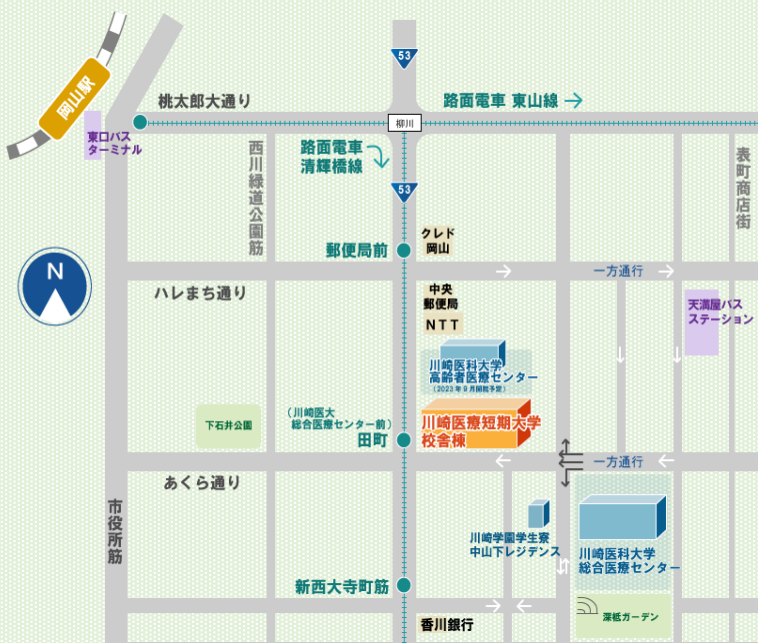 53
岡山駅
桃太郎大通り
路面電車 東山線
柳川
東口バス
ターミナル
路面電車
清輝橋線
西川緑道公園筋
表町商店街
53
クレド
岡山
郵便局前
N
一方通行
ハレまち通り
中央
郵便局
NTT
天満屋バス
ステーション
川崎医科大学
高齢者医療センター
(2023年9月開院予定)
下石井公園
(川崎医大
総合医療センター前)
田町
川崎医療短期大学
校舎棟
一方通行
あくら通り
市役所筋
川崎学園学生寮
中山下レジデンス
川崎医科大学
総合医療センター
新西大寺町筋
深柢ガーデン
香川銀行